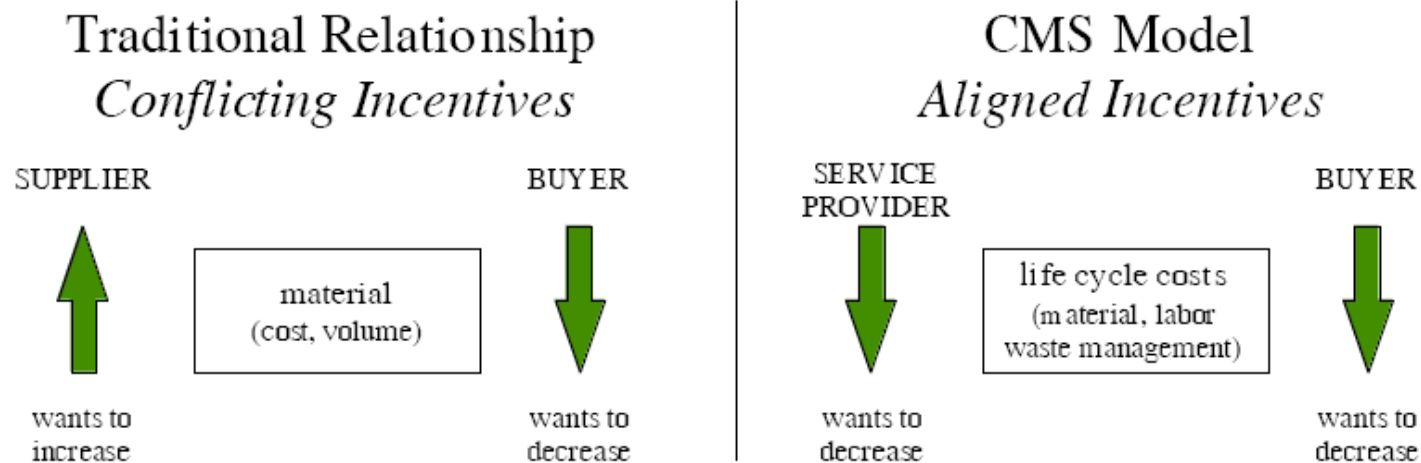 Traditional Relationship
Conflicting Incentives
SUPPLIER
BUYER
material
(cost, volume)
wants to
increase
wants to
decrease
CMS Model
Aligned Incentives
SERVICE
PROVIDER
BUYER
life cycle costs
(material, labor
waste management)
wants to
decrease
wants to
decrease